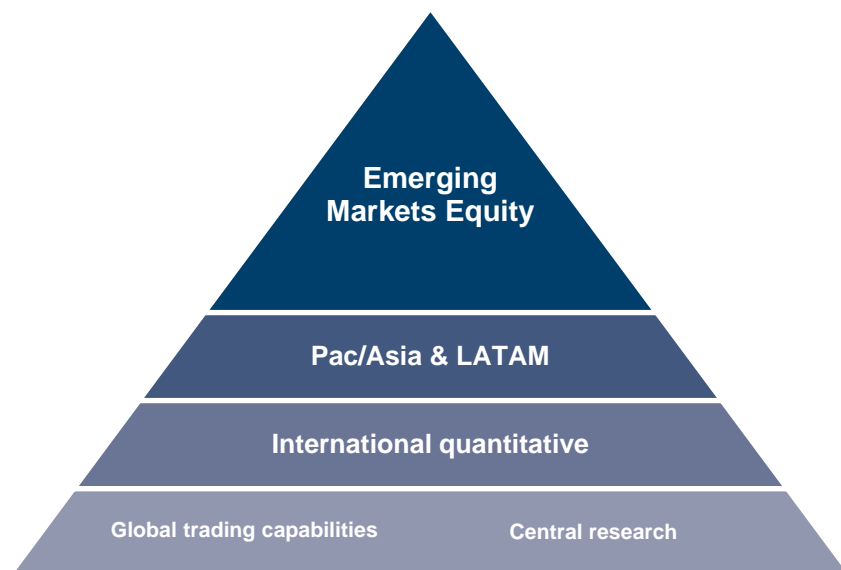 Emerging
Markets Equity
Pac/Asia & LATAM
International quantitative
Global trading capabilities
Central research